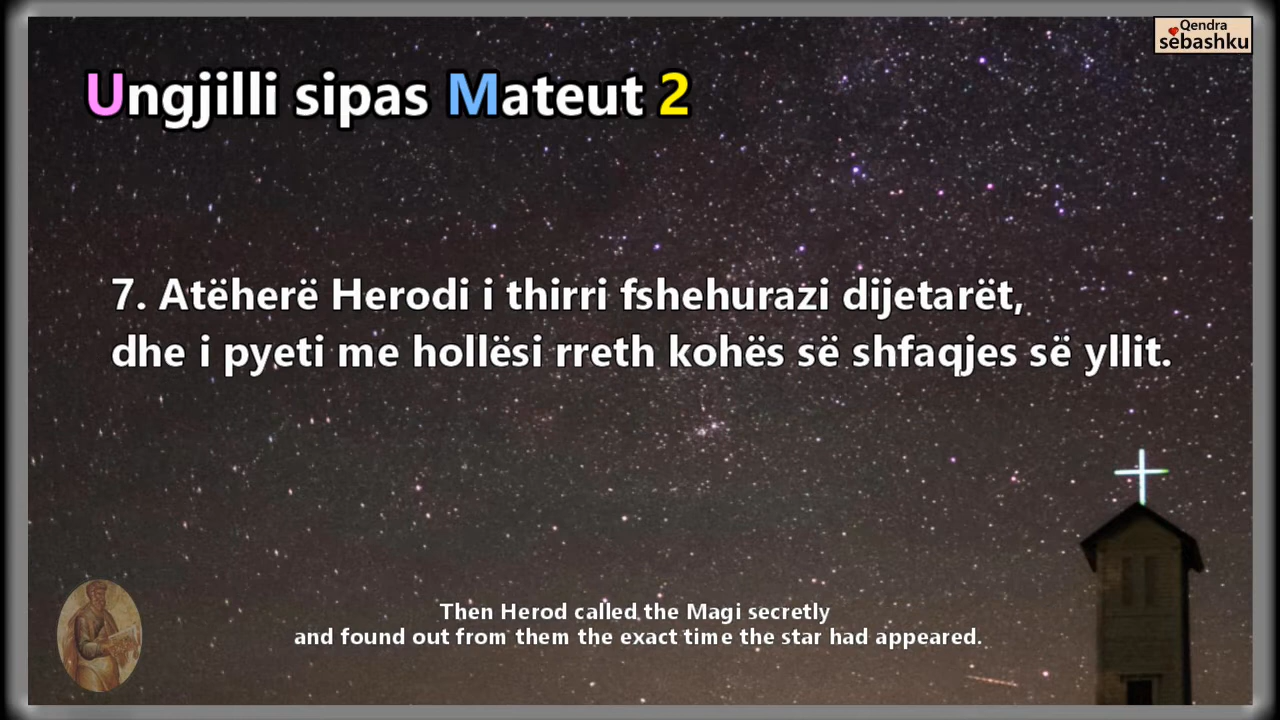 Qendra
sebashku
Ungjilli sipas Mateut 2
7. Atëherë Herodi i thirri fshehurazi dijetarët,
dhe i pyeti me hollësi rreth kohës së shfaqjes së yllit.
Then Herod called the Magi secretly
and found out from them the exact time the star had appeared.